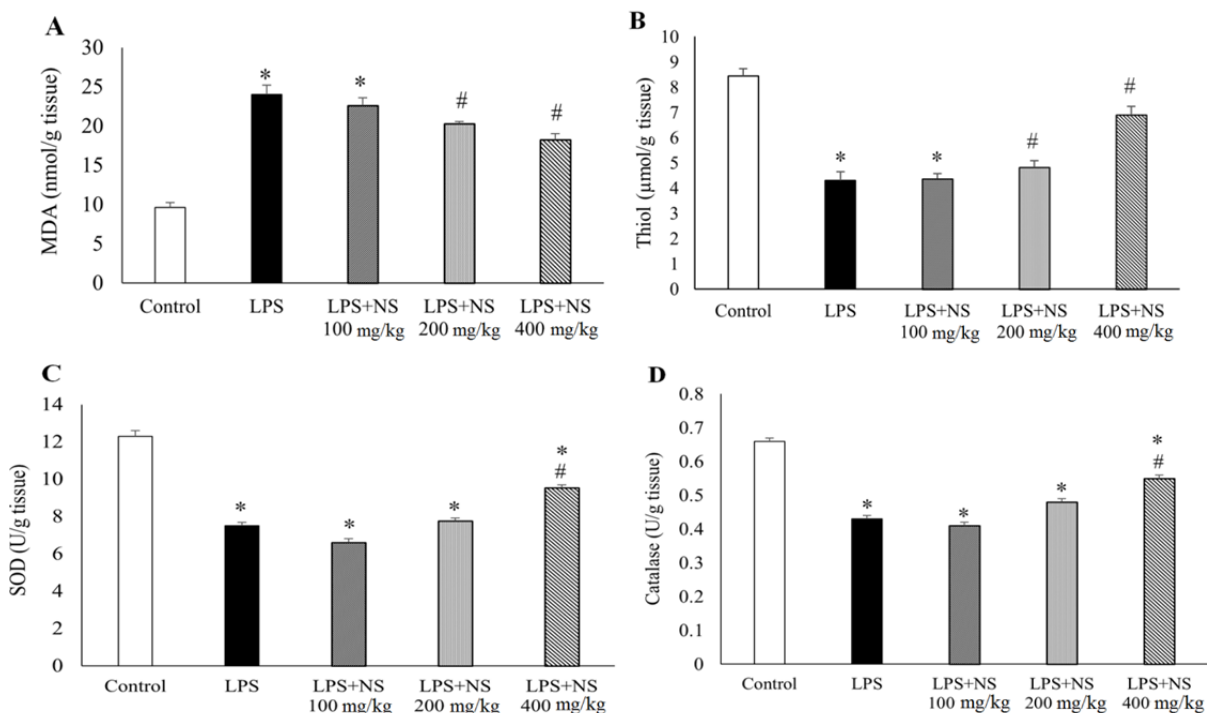 A
MDA (nmol/g tissue)
30
25
20
15
10
5
0
*
*
#
#
Control
LPS
LPS+NS
100 mg/kg
LPS+NS
200 mg/kg
LPS+NS
400 mg/kg
B
Thiol (µmol/g tissue)
10
9
8
7
6
5
4
3
2
1
0
*
*
#
#
Control
LPS
LPS+NS
100 mg/kg
LPS+NS
200 mg/kg
LPS+NS
400 mg/kg
C
SOD (U/g tissue)
14
12
10
8
6
4
2
0
*
*
*
*
#
Control
LPS
LPS+NS
100 mg/kg
LPS+NS
200 mg/kg
LPS+NS
400 mg/kg
D
Catalase (U/g tissue)
0.8
0.7
0.6
0.5
0.4
0.3
0.2
0.1
0
*
*
*
*
#
Control
LPS
LPS+NS
100 mg/kg
LPS+NS
200 mg/kg
LPS+NS
400 mg/kg